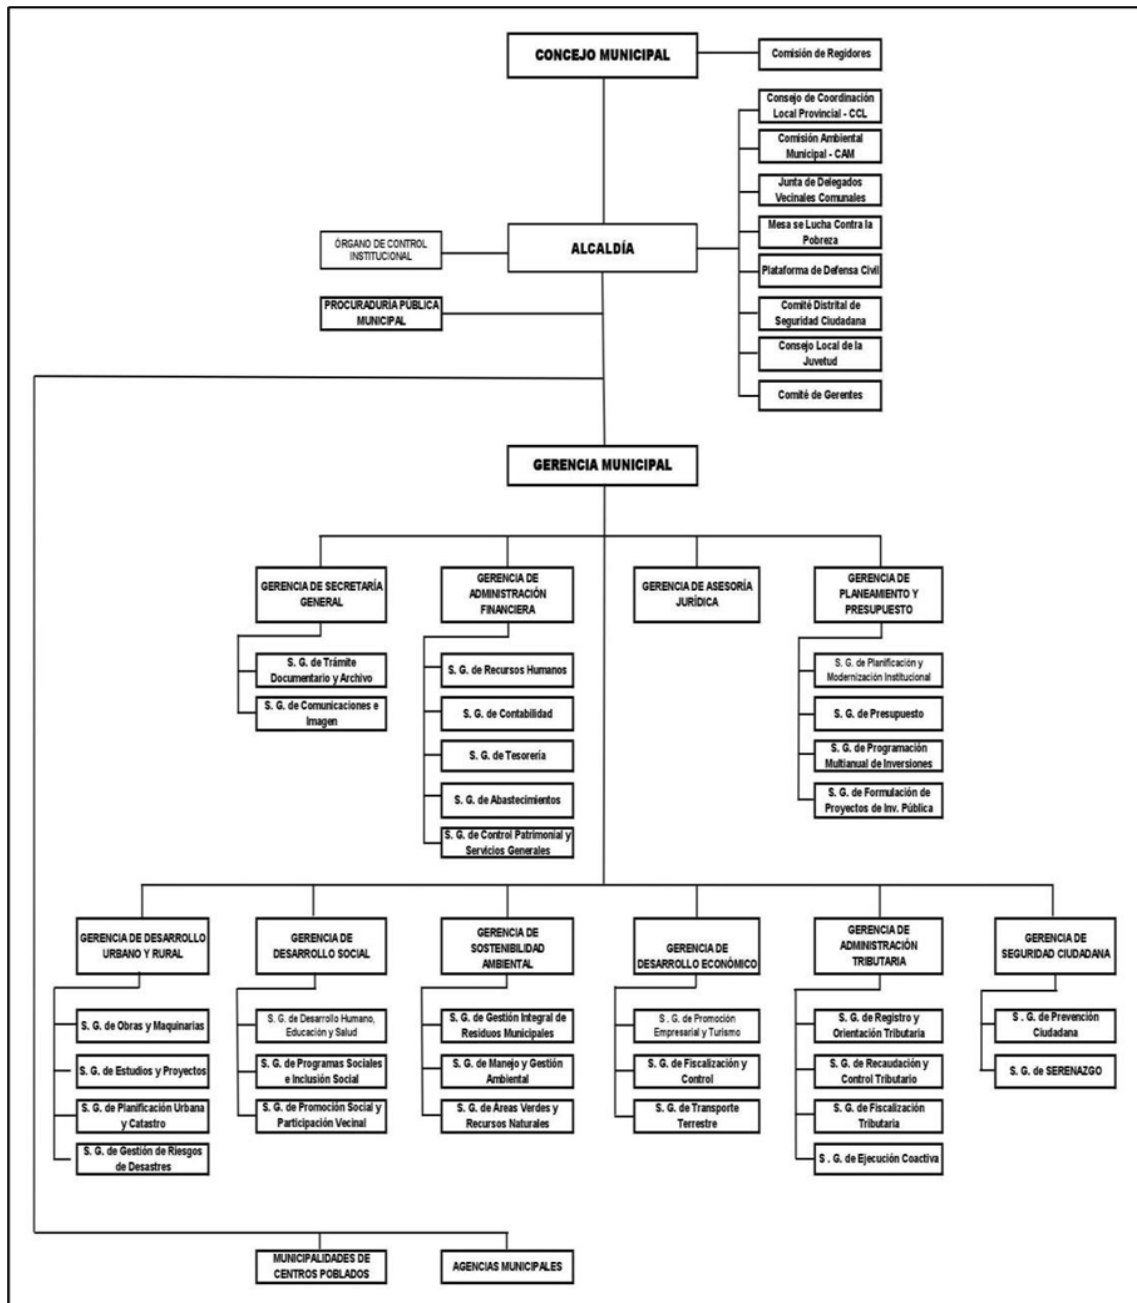 CONCEJO MUNICIPAL
Comisión de Regidores
Consejo de Coordinación
Local Provincial - CCL
Comisión Ambiental
Municipal - CAM
Junta de Delegados
Vecinales Comunales
Mesa se Lucha Contra la
Pobreza
Plataforma de Defensa Civil
Comité Distrital de
Seguridad Ciudadana
Consejo Local de la
Juvetud
Comité de Gerentes
ÓRGANO DE CONTROL
INSTITUCIONAL
ALCALDÍA
PROCURADURÍA PÚBLICA
MUNICIPAL
GERENCIA MUNICIPAL
GERENCIA DE SECRETARÍA
GENERAL
S. G. de Trámite
Documentario y Archivo
S. G. de Comunicaciones e
Imagen
GERENCIA DE
ADMINISTRACIÓN
FINANCIERA
S. G. de Recursos Humanos
S. G. de Contabilidad
S. G. de Tesorería
S. G. de Abastecimientos
S. G. de Control Patrimonial y
Servicios Generales
GERENCIA DE ASESORÍA
JURÍDICA
GERENCIA DE
PLANEAMIENTO Y
PRESUPUESTO
S. G. de Planificación y
Modernización Institucional
S. G. de Presupuesto
S. G. de Programación
Multianual de Inversiones
S. G. de Formulación de
Proyectos de Inv. Pública
GERENCIA DE DESARROLLO
URBANO Y RURAL
S. G. de Obras y Maquinarias
S. G. de Estudios y Proyectos
S. G. de Planificación Urbana
y Catastro
S. G. de Gestión de Riesgos
de Desastres
GERENCIA DE
DESARROLLO SOCIAL
S. G. de Desarrollo Humano,
Educación y Salud
S. G. de Programas Sociales
e Inclusión Social
S. G. de Promoción Social y
Participación Vecinal
GERENCIA DE
SOSTENIBILIDAD
AMBIENTAL
S. G. de Gestión Integral de
Residuos Municipales
S. G. de Manejo y Gestión
Ambiental
S. G. de Áreas Verdes y
Recursos Naturales
GERENCIA DE
DESARROLLO ECONÓMICO
S . G. de Promoción
Empresarial y Turismo
S. G. de Fiscalización y
Control
S. G. de Transporte
Terrestre
GERENCIA DE
ADMINISTRACIÓN
TRIBUTARIA
S. G. de Registro y
Orientación Tributaria
S. G. de Recaudación y
Control Tributario
S. G. de Fiscalización
Tributaria
S . G. de Ejecución Coactiva
GERENCIA DE
SEGURIDAD CIUDADANA
S . G. de Prevención
Ciudadana
S. G. de SERENAZGO
MUNICIPALIDADES DE
CENTROS POBLADOS
AGENCIAS MUNICIPALES